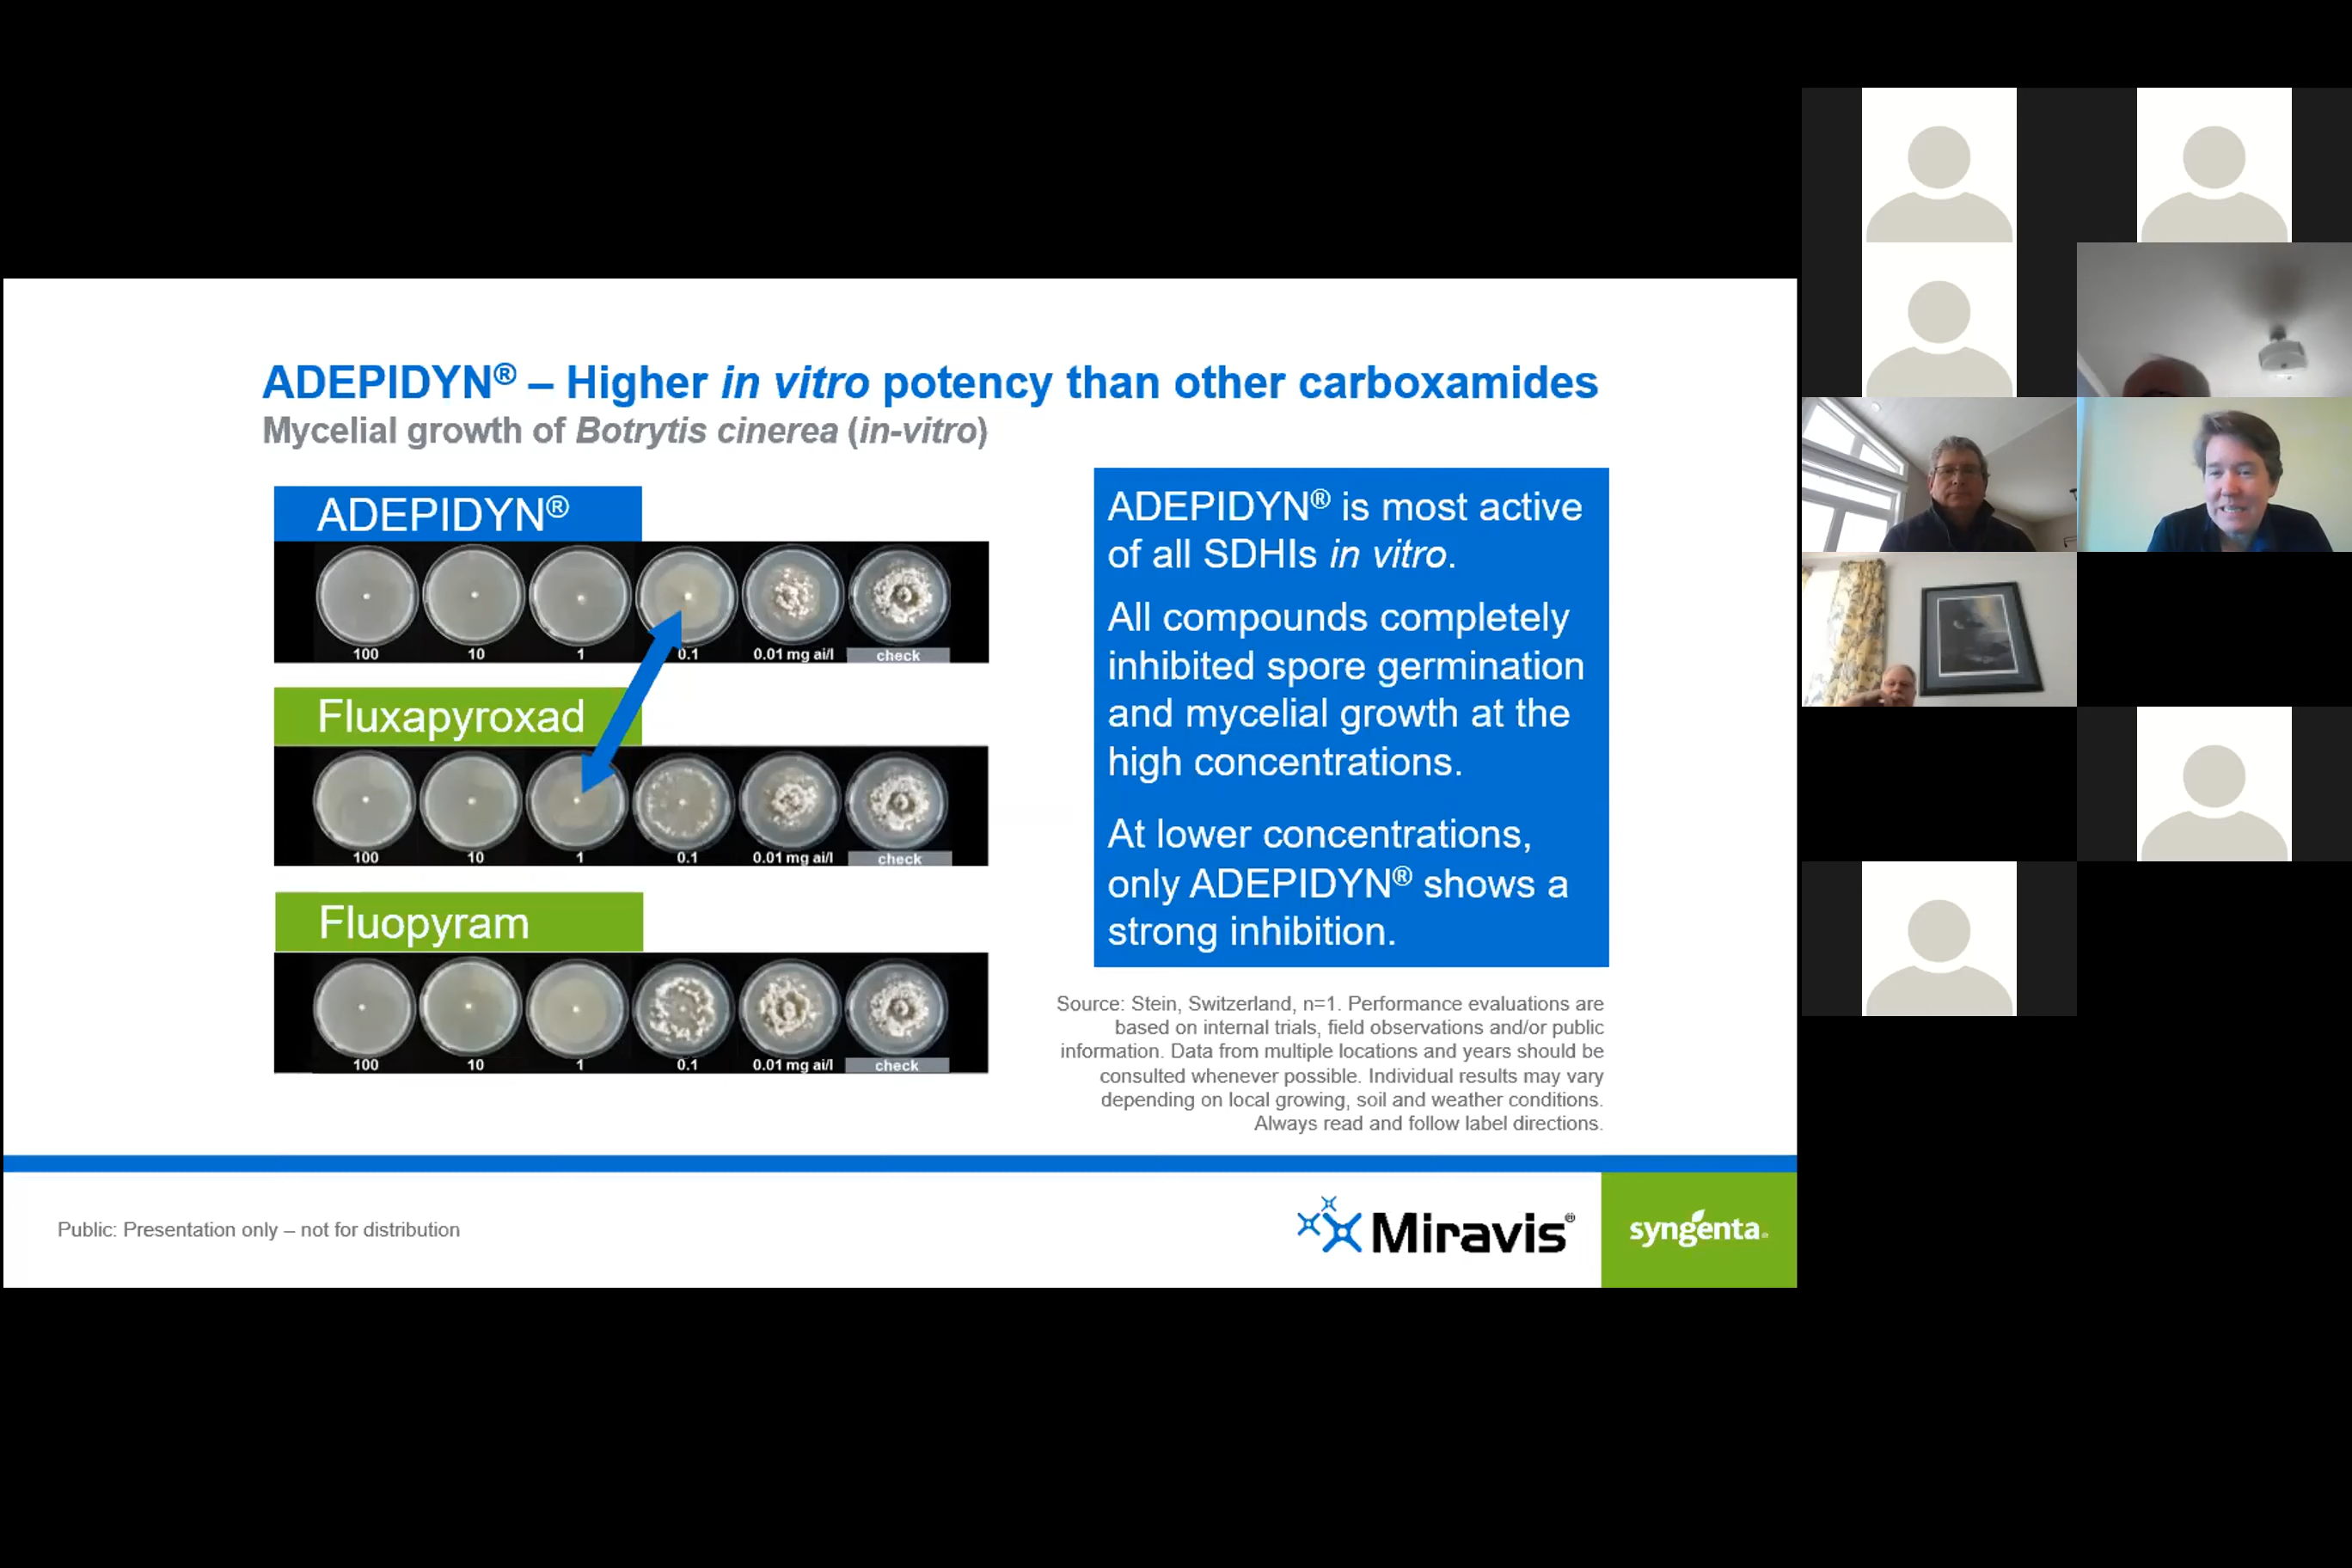 ADEPIDYN® – Higher in vitro potency than other carboxamides
Mycelial growth of Botrytis cinerea (in-vitro)
ADEPIDYN®
100 10 1 0.1 0.01 mg ai/l check
Fluxapyroxad
100 10 1 0.1 0.01 mg ai/l check
Fluopyram
100 10 1 0.1 0.01 mg ai/l check
ADEPIDYN® is most active
of all SDHIs in vitro.
All compounds completely
inhibited spore germination
and mycelial growth at the
high concentrations.
At lower concentrations,
only ADEPIDYN® shows a
strong inhibition.
Source: Stein, Switzerland, n=1. Performance evaluations are
based on internal trials, field observations and/or public
information. Data from multiple locations and years should be
consulted whenever possible. Individual results may vary
depending on local growing, soil and weather conditions.
Always read and follow label directions.
Public: Presentation only – not for distribution
Miravis®
syngenta